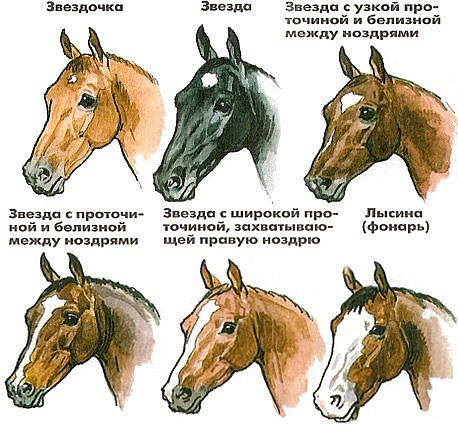 Звездочка
Звезда
Звезда с узкой про-
точиной и белизной
между ноздрями
Звезда с проточи-
ной и белизной
между ноздрями
Звезда с широкой про-
точиной, захватываю-
щей правую ноздрю
Лысина
(фонарь)